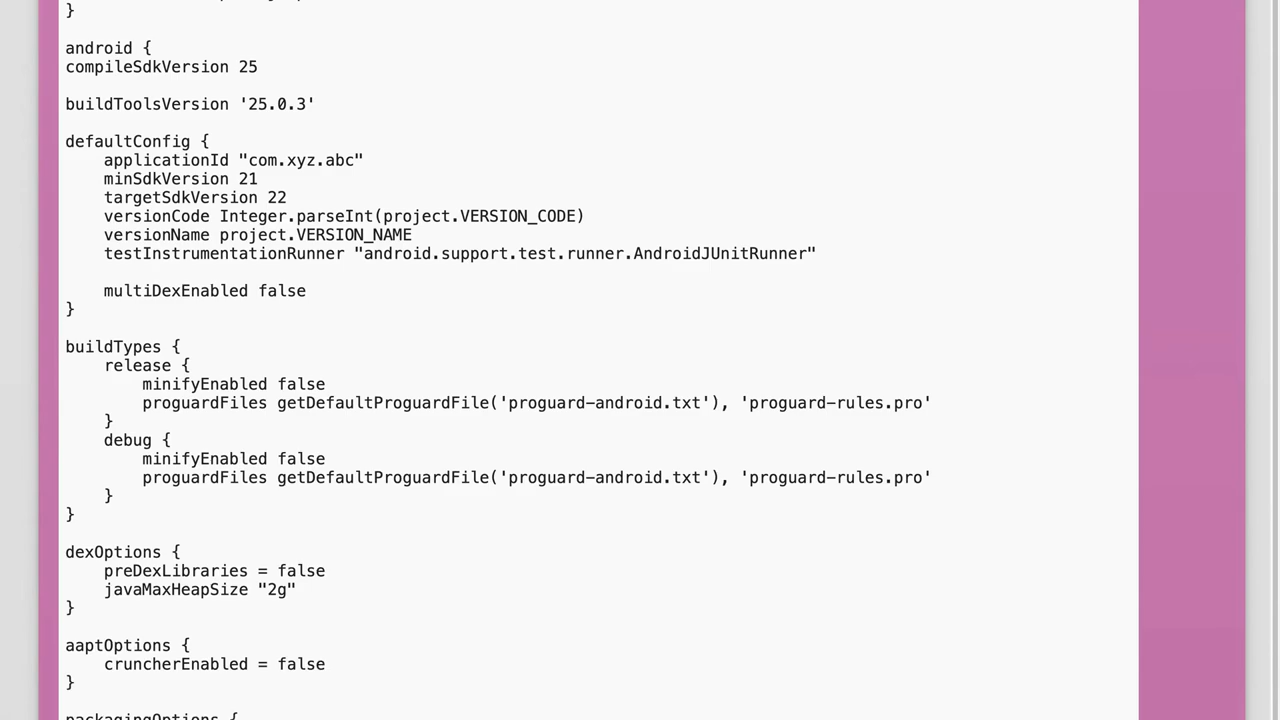 }
android {
compileSdkVersion 25
buildToolsVersion '25.0.3'
defaultConfig {
    applicationId "com.xyz.abc"
    minSdkVersion 21
    targetSdkVersion 22
    versionCode Integer.parseInt(project.VERSION_CODE)
    versionName project.VERSION_NAME
    testInstrumentationRunner "android.support.test.runner.AndroidJUnitRunner"
    multiDexEnabled false
}
buildTypes {
    release {
        minifyEnabled false
        proguardFiles getDefaultProguardFile('proguard-android.txt'), 'proguard-rules.pro'
    }
    debug {
        minifyEnabled false
        proguardFiles getDefaultProguardFile('proguard-android.txt'), 'proguard-rules.pro'
    }
}
dexOptions {
    preDexLibraries = false
    javaMaxHeapSize "2g"
}
aaptOptions {
    cruncherEnabled = false
}
packagingOptions {